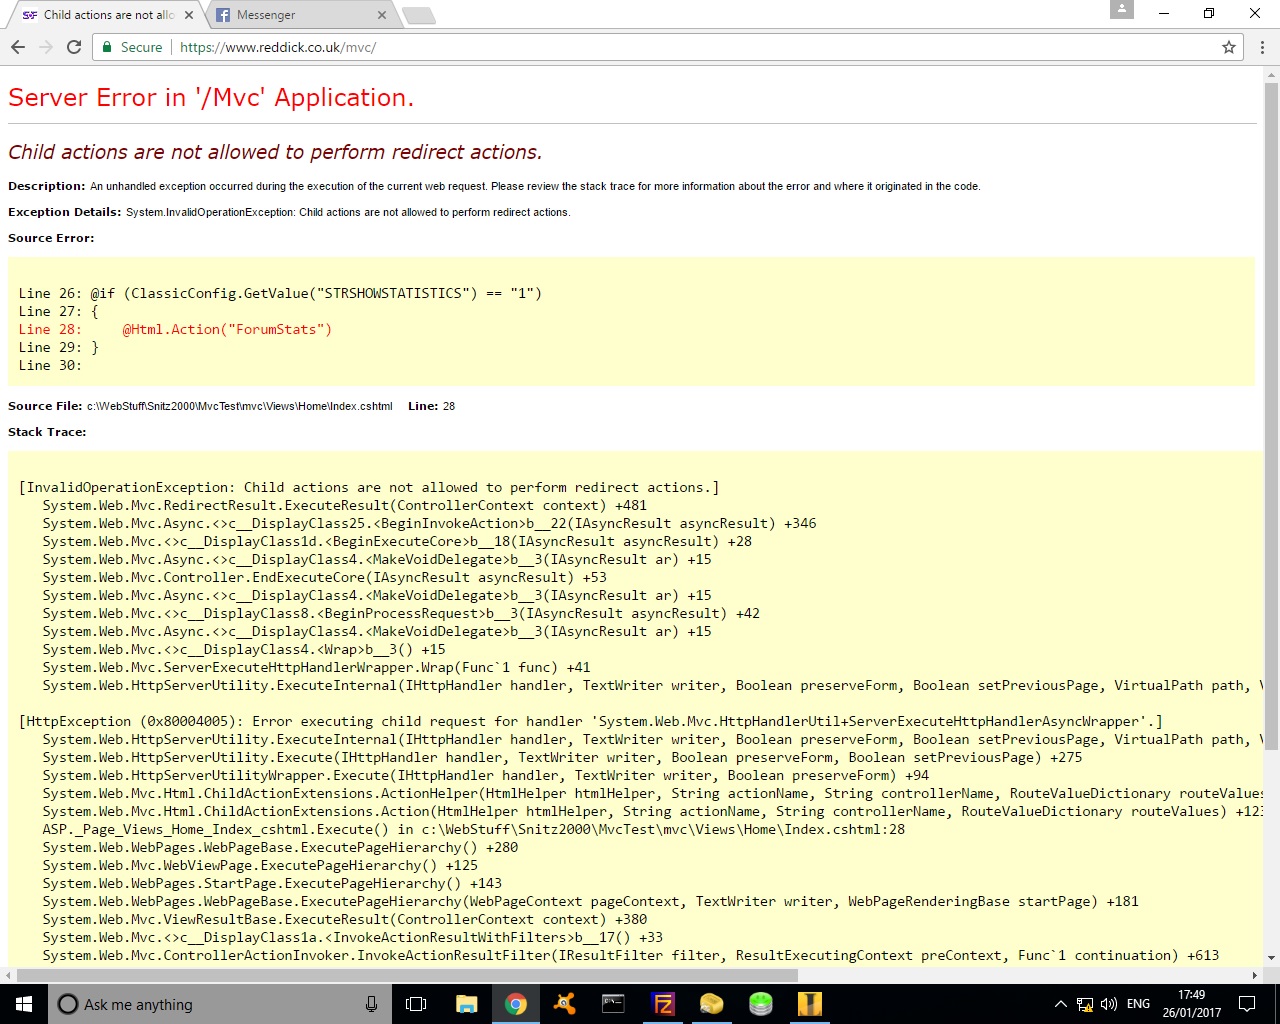 Child actions are not allo
Messenger
Secure
https://www.reddick.co.uk/mvc/
Server Error in '/Mvc' Application.
Child actions are not allowed to perform redirect actions.
Description: An unhandled exception occurred during the execution of the current web request. Please review the stack trace for more information about the error and where it originated in the code.
Exception Details: System.InvalidOperationException: Child actions are not allowed to perform redirect actions.
Source Error:
Line 26: @if (ClassicConfig.GetValue("STRSHOWSTATISTICS") == "1")
Line 27: {
Line 28:     @Html.Action("ForumStats")
Line 29: }
Line 30:
Source File: c:\WebStuff\Snitz2000\MvcTest\mvc\Views\Home\Index.cshtml    Line: 28
Stack Trace:
[InvalidOperationException: Child actions are not allowed to perform redirect actions.]
System.Web.Mvc.RedirectResult.ExecuteResult(ControllerContext context) +481
System.Web.Mvc.Async.<>c__DisplayClass25.<BeginInvokeAction>b__22(IAsyncResult asyncResult) +346
System.Web.Mvc.<>c__DisplayClass1d.<BeginExecuteCore>b__18(IAsyncResult asyncResult) +28
System.Web.Mvc.Async.<>c__DisplayClass4.<MakeVoidDelegate>b__3(IAsyncResult ar) +15
System.Web.Mvc.Controller.EndExecuteCore(IAsyncResult asyncResult) +53
System.Web.Mvc.Async.<>c__DisplayClass4.<MakeVoidDelegate>b__3(IAsyncResult ar) +15
System.Web.Mvc.<>c__DisplayClass8.<BeginProcessRequest>b__3(IAsyncResult asyncResult) +42
System.Web.Mvc.Async.<>c__DisplayClass4.<MakeVoidDelegate>b__3(IAsyncResult ar) +15
System.Web.Mvc.<>c__DisplayClass4.<Wrap>b__3() +15
System.Web.Mvc.ServerExecuteHttpHandlerWrapper.Wrap(Func`1 func) +41
System.Web.HttpServerUtility.ExecuteInternal(IHttpHandler handler, TextWriter writer, Boolean preserveForm, Boolean setPreviousPage, VirtualPath path,
[HttpException (0x80004005): Error executing child request for handler 'System.Web.Mvc.HttpHandlerUtil+ServerExecuteHttpHandlerAsyncWrapper'.]
System.Web.HttpServerUtility.ExecuteInternal(IHttpHandler handler, TextWriter writer, Boolean preserveForm, Boolean setPreviousPage, VirtualPath path,
System.Web.HttpServerUtility.Execute(IHttpHandler handler, TextWriter writer, Boolean preserveForm, Boolean setPreviousPage) +275
System.Web.HttpServerUtilityWrapper.Execute(IHttpHandler handler, TextWriter writer, Boolean preserveForm) +94
System.Web.Mvc.Html.ChildActionExtensions.ActionHelper(HtmlHelper htmlHelper, String actionName, String controllerName, RouteValueDictionary routeValues
System.Web.Mvc.Html.ChildActionExtensions.Action(HtmlHelper htmlHelper, String actionName, String controllerName, RouteValueDictionary routeValues) +123
ASP._Page_Views_Home_Index_cshtml.Execute() in c:\WebStuff\Snitz2000\MvcTest\mvc\Views\Home\Index.cshtml:28
System.Web.WebPages.WebPageBase.ExecutePageHierarchy() +280
System.Web.Mvc.WebViewPage.ExecutePageHierarchy() +125
System.Web.WebPages.StartPage.ExecutePageHierarchy() +143
System.Web.WebPages.WebPageBase.ExecutePageHierarchy(WebPageContext pageContext, TextWriter writer, WebPageRenderingBase startPage) +181
System.Web.Mvc.ViewResultBase.ExecuteResult(ControllerContext context) +380
System.Web.Mvc.<>c__DisplayClass1a.<InvokeActionResultWithFilters>b__17() +33
System.Web.Mvc.ControllerActionInvoker.InvokeActionResultFilter(IResultFilter filter, ResultExecutingContext preContext, Func`1 continuation) +613
Ask me anything
ENG
17:49
26/01/2017